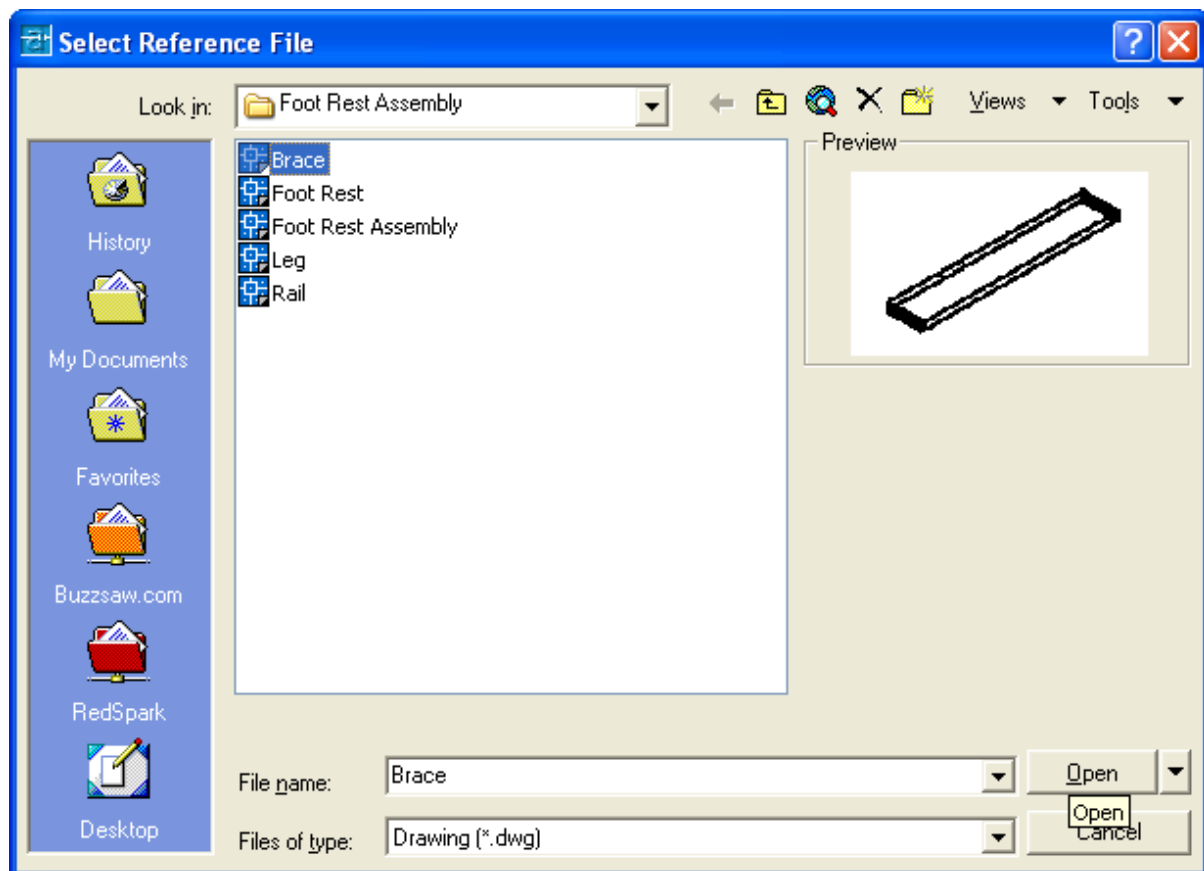 Select Reference File
Look in: Foot Rest Assembly Views Tools
Brace
Foot Rest
Foot Rest Assembly
Leg
Rail
Preview
History
My Documents
Favorites
Buzzsaw.com
RedSpark
Desktop
File name: Brace Open
Open
Files of type: Drawing (*.dwg) Cancel